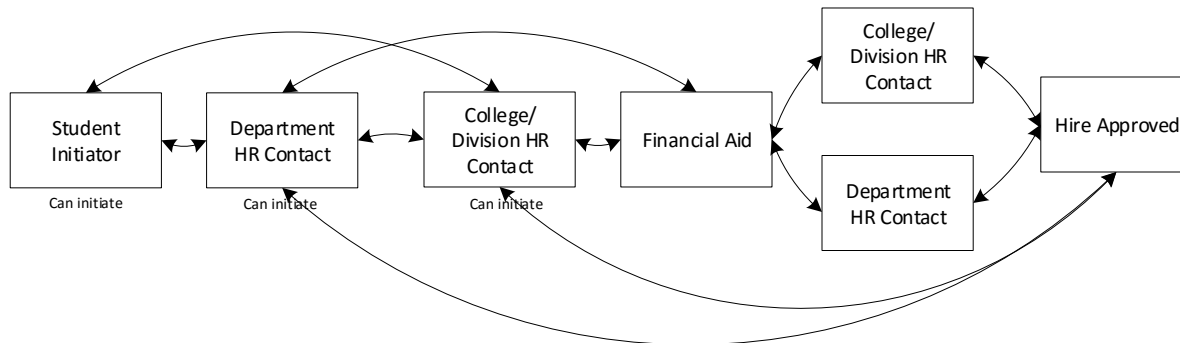 Student
Initiator
Can initiate
Department
HR Contact
Can initiate
College/
Division HR
Contact
Can initiate
Financial Aid
College/
Division HR
Contact
Department
HR Contact
Hire Approved